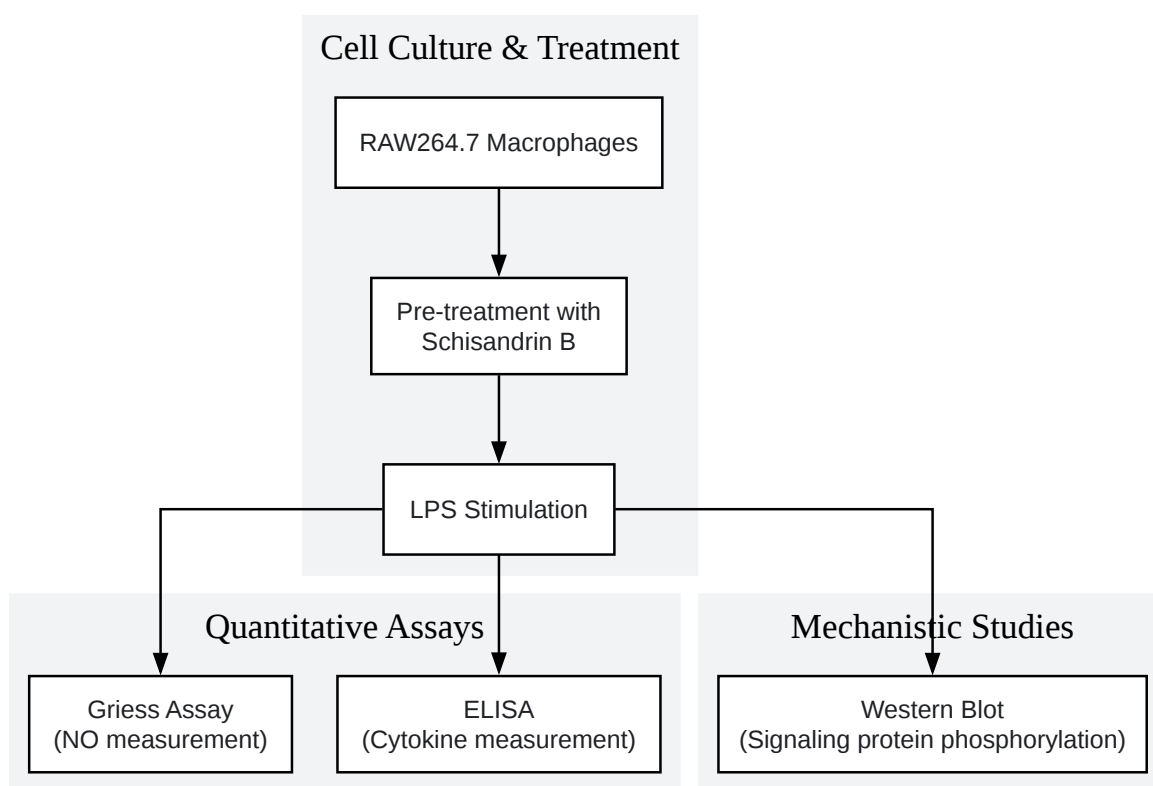 Cell Culture & Treatment
RAW264.7 Macrophages
Pre-treatment with
Schisandrin B
LPS Stimulation
Quantitative Assays
Griess Assay
(NO measurement)
ELISA
(Cytokine measurement)
Mechanistic Studies
Western Blot
(Signaling protein phosphorylation)